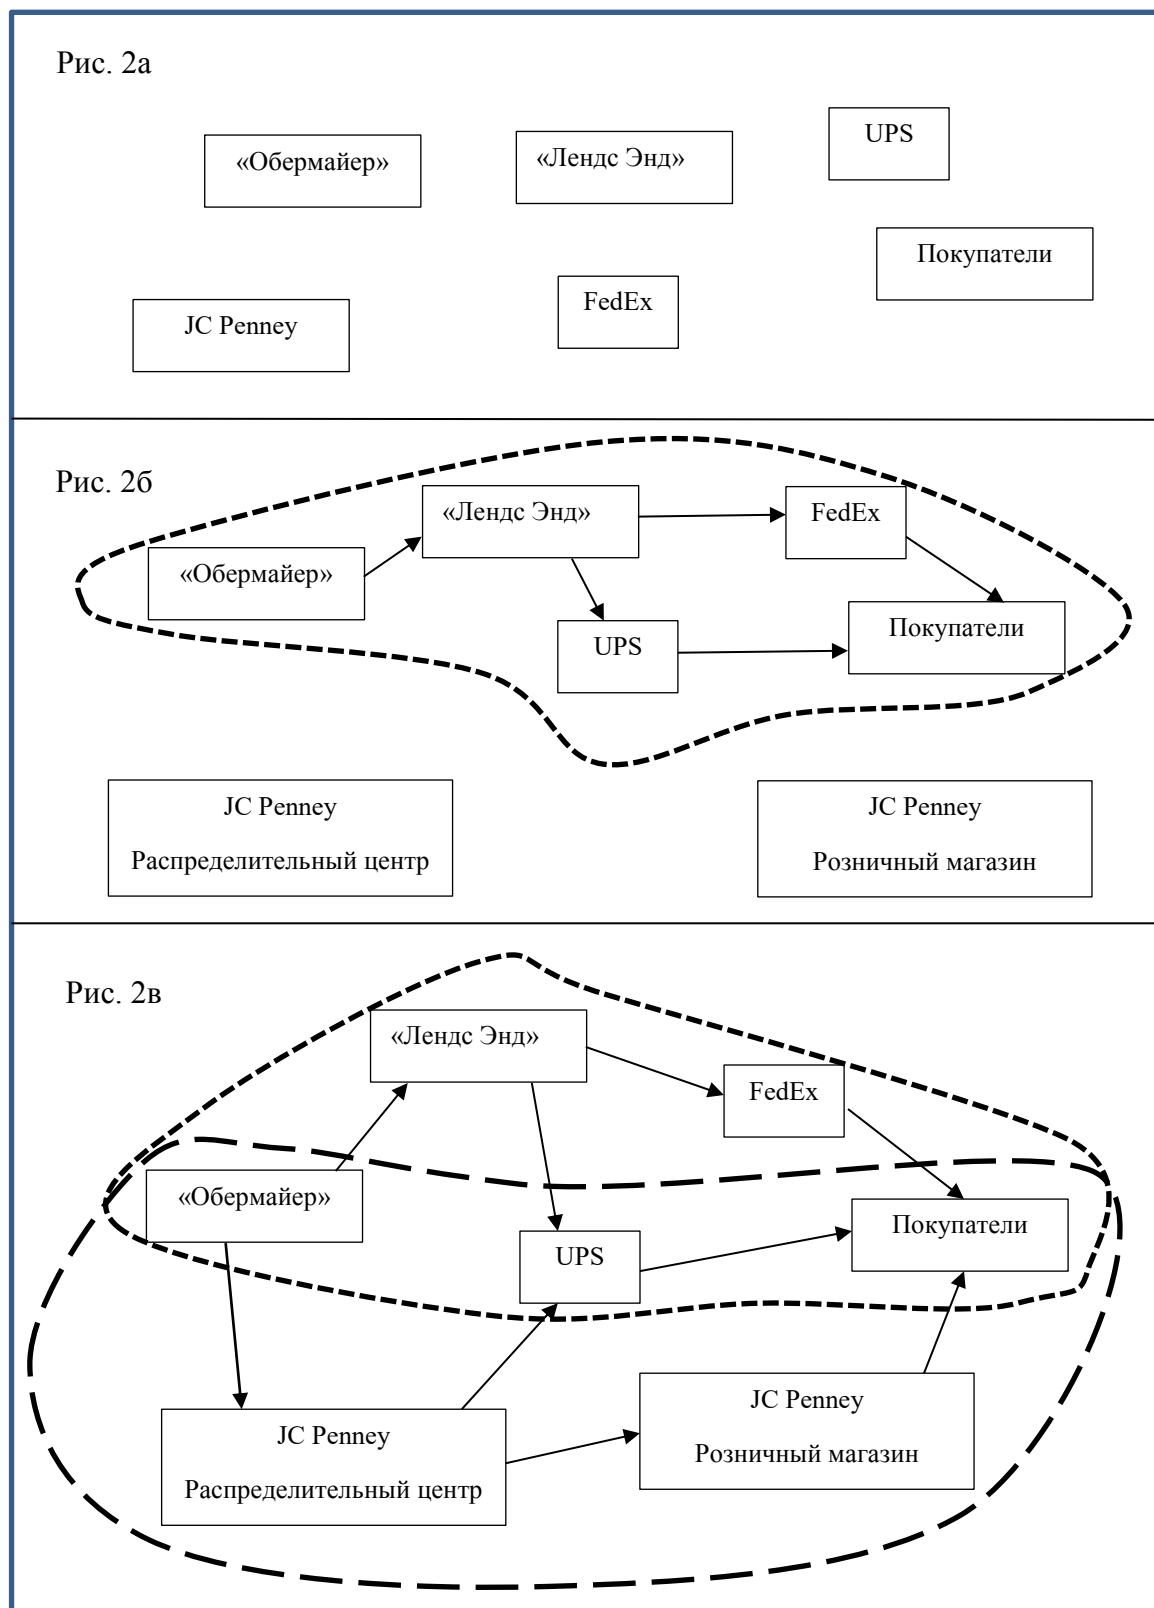 Рис. 2а
UPS
«Обермайер»
«Лендс Энд»
Покупатели
FedEx
JC Penney
Рис. 2б
«Лендс Энд»
FedEx
«Обермайер»
Покупатели
UPS
JC Penney
Распределительный центр
JC Penney
Розничный магазин
Рис. 2в
«Лендс Энд»
FedEx
«Обермайер»
Покупатели
UPS
JC Penney
Розничный магазин
JC Penney
Распределительный центр